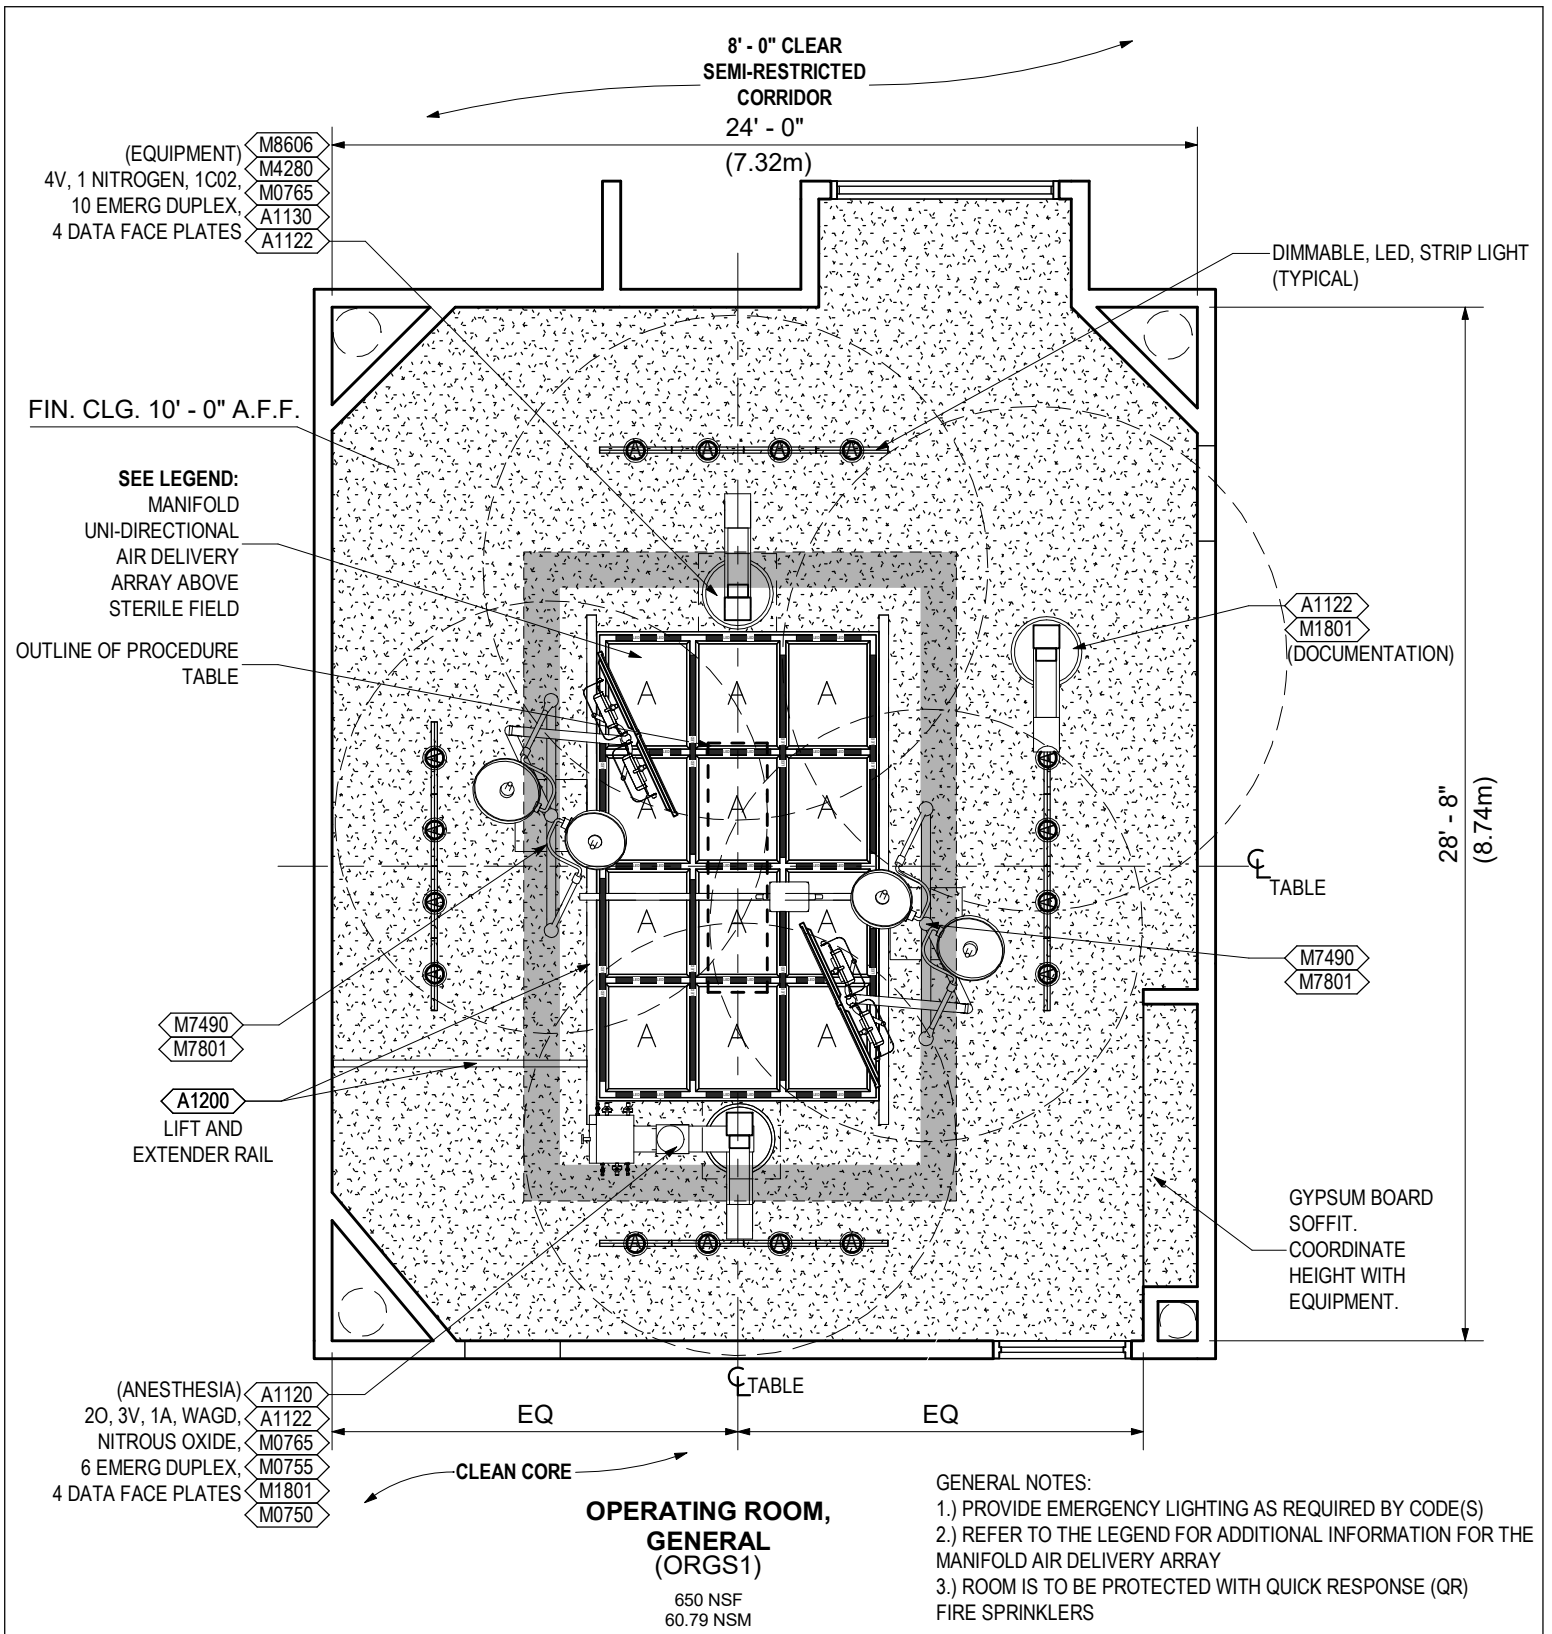 8' - 0" CLEAR
SEMI-RESTRICTED
CORRIDOR
24' - 0"
(7.32m)
(EQUIPMENT)
4V, 1 NITROGEN, 1C02,
10 EMERG DUPLEX,
4 DATA FACE PLATES
M8606
M4280
M0765
A1130
A1122
DIMMABLE, LED, STRIP LIGHT
(TYPICAL)
FIN. CLG. 10' - 0" A.F.F.
SEE LEGEND:
MANIFOLD
UNI-DIRECTIONAL
AIR DELIVERY
ARRAY ABOVE
STERILE FIELD
OUTLINE OF PROCEDURE
TABLE
A A A A
A1122
M1801
(DOCUMENTATION)
A A A
A A A
A A A
A A A
A A A A
A A A A
28' - 8"
(8.74m)
CL TABLE
M7490
M7801
M7490
M7801
A1200
LIFT AND
EXTENDER RAIL
GYPSUM BOARD
SOFFIT.
COORDINATE
HEIGHT WITH
EQUIPMENT.
A A A A
CL TABLE
EQ
EQ
(ANESTHESIA)
2O, 3V, 1A, WAGD,
NITROUS OXIDE,
6 EMERG DUPLEX,
4 DATA FACE PLATES
A1120
A1122
M0765
M0755
M1801
M0750
CLEAN CORE
OPERATING ROOM,
GENERAL
(ORGS1)
650 NSF
60.79 NSM
GENERAL NOTES:
1.) PROVIDE EMERGENCY LIGHTING AS REQUIRED BY CODE(S)
2.) REFER TO THE LEGEND FOR ADDITIONAL INFORMATION FOR THE
MANIFOLD AIR DELIVERY ARRAY
3.) ROOM IS TO BE PROTECTED WITH QUICK RESPONSE (QR)
FIRE SPRINKLERS